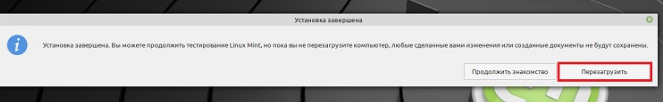 Установка завершена
Установка завершена. Вы можете продолжить тестирование Linux Mint, но пока вы не перезагрузите компьютер, любые сделанные вами изменения или созданные документы не будут сохранены.
Продолжить знакомство
Перезагрузить